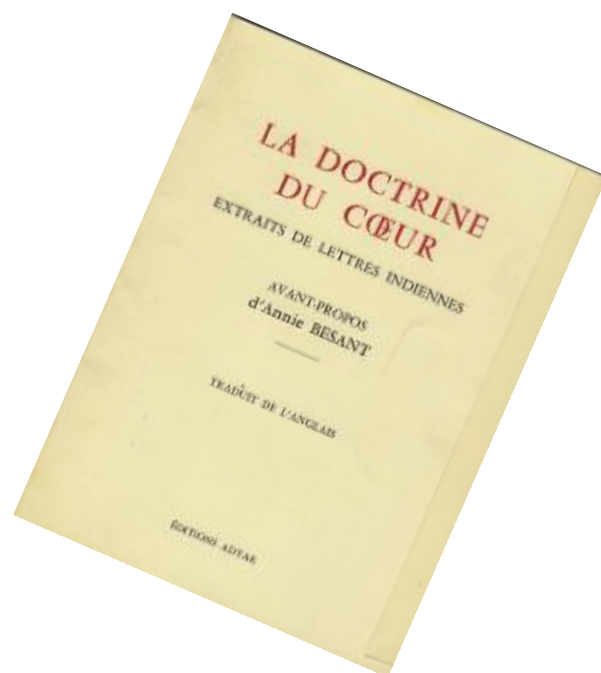 LA DOCTRINE
DU CŒUR
EXTRAITS DE LETTRES INDIENNES
AVANT-PROPOS
d'Annie BESANT
TRADUIT DE L'ANGLAIS
ÉDITIONS ADYAR